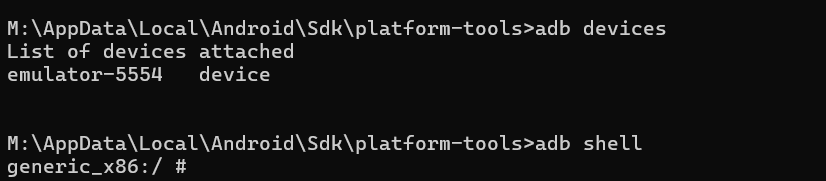 M:\AppData\Local\Android\Sdk\platform-tools>adb devices
List of devices attached
emulator-5554   device
M:\AppData\Local\Android\Sdk\platform-tools>adb shell
generic_x86:/ #